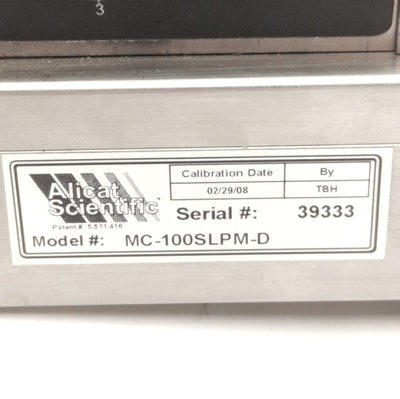 1
3
Alicat
Scientific
Patent #: 5,511,416
Calibration Date By
02/29/08 TBH
Serial #: 39333
Model #: MC-100SLPM-D